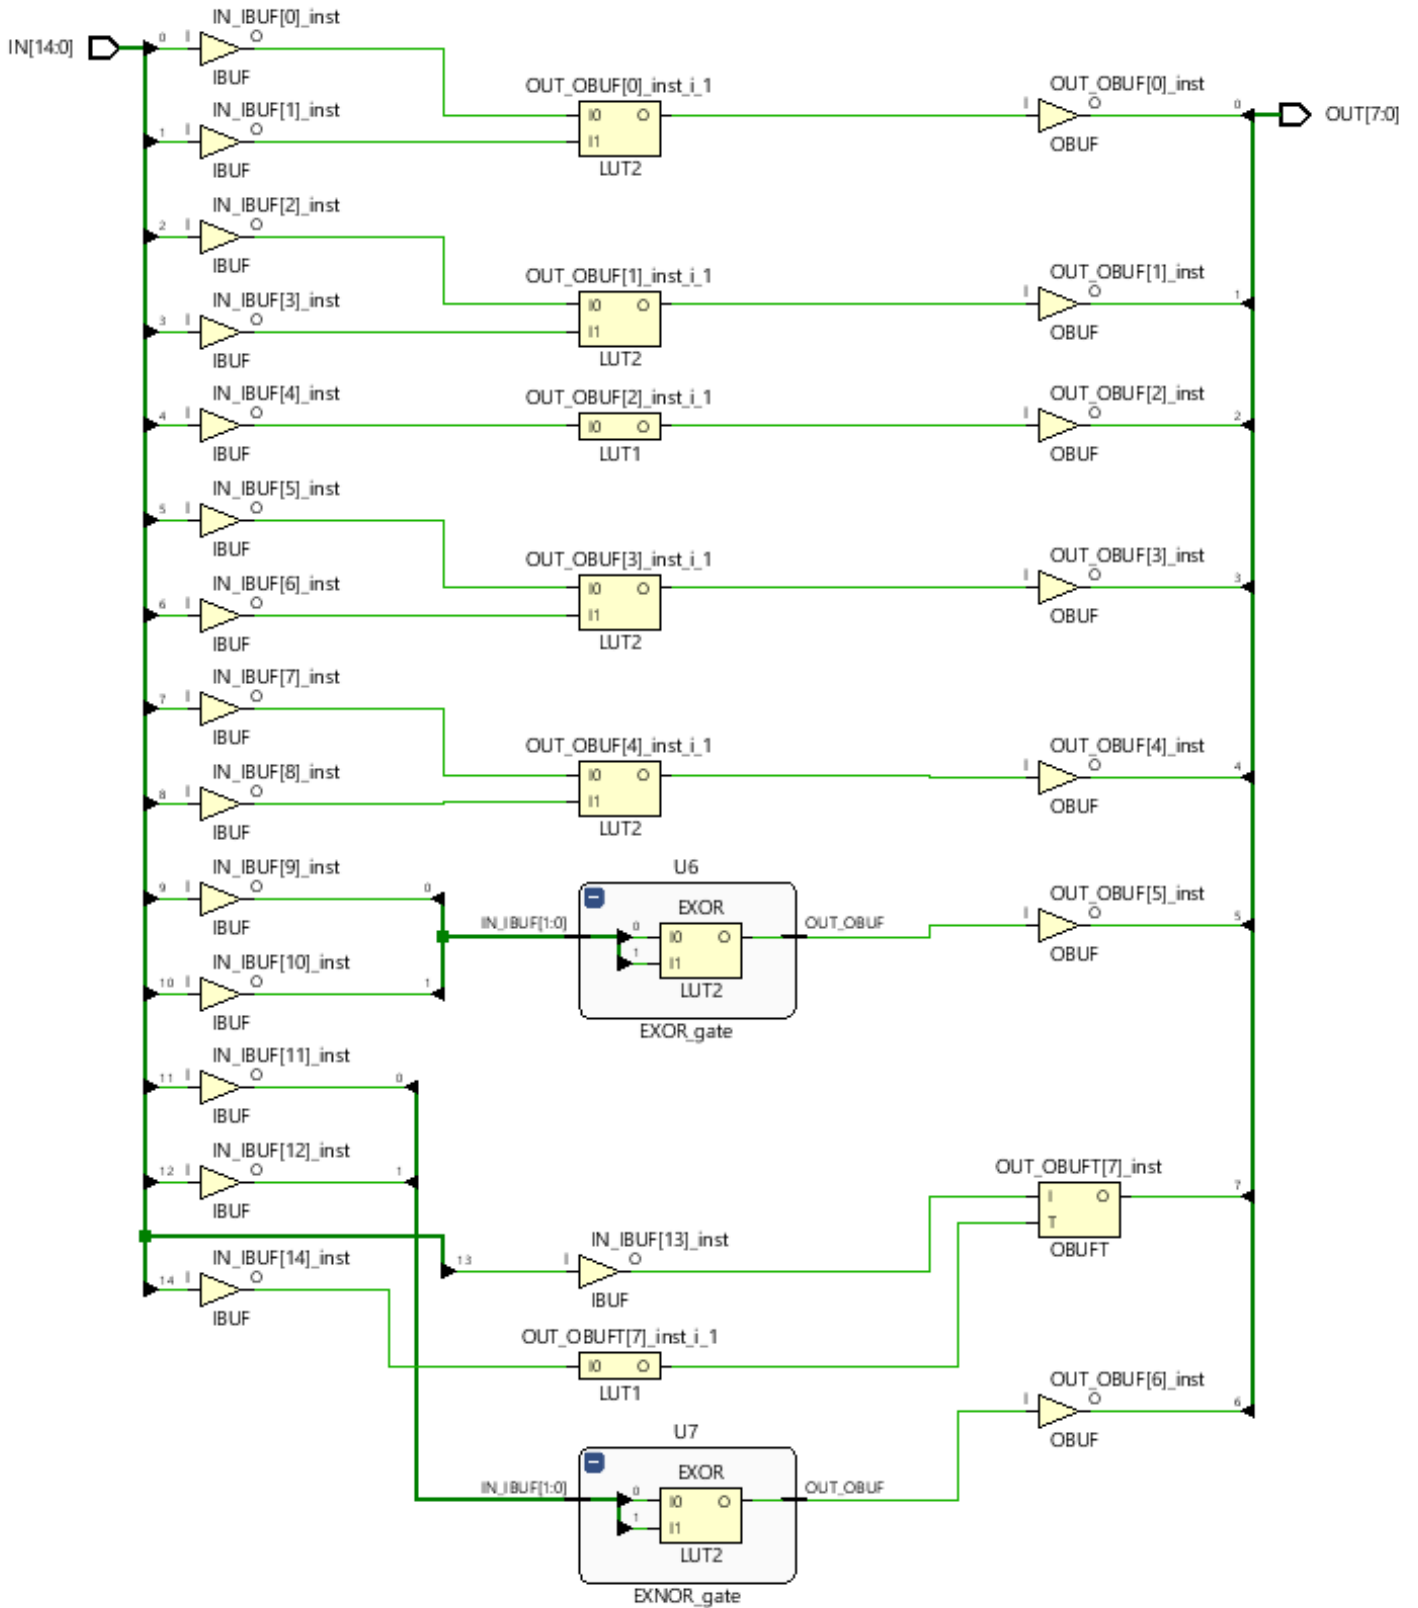 IN[14:0]
0
I
IN_IBUF[0]_inst
O
IBUF
1
I
IN_IBUF[1]_inst
O
IBUF
OUT_OBUF[0]_inst_i_1
I0
O
I1
LUT2
I
OUT_OBUF[0]_inst
O
OBUF
0
OUT[7:0]
2
I
IN_IBUF[2]_inst
O
IBUF
3
I
IN_IBUF[3]_inst
O
IBUF
OUT_OBUF[1]_inst_i_1
I0
O
I1
LUT2
I
OUT_OBUF[1]_inst
O
OBUF
1
4
I
IN_IBUF[4]_inst
O
IBUF
OUT_OBUF[2]_inst_i_1
I0
O
LUT1
I
OUT_OBUF[2]_inst
O
OBUF
2
5
I
IN_IBUF[5]_inst
O
IBUF
6
I
IN_IBUF[6]_inst
O
IBUF
OUT_OBUF[3]_inst_i_1
I0
O
I1
LUT2
I
OUT_OBUF[3]_inst
O
OBUF
3
7
I
IN_IBUF[7]_inst
O
IBUF
8
I
IN_IBUF[8]_inst
O
IBUF
OUT_OBUF[4]_inst_i_1
I0
O
I1
LUT2
I
OUT_OBUF[4]_inst
O
OBUF
4
9
I
IN_IBUF[9]_inst
O
IBUF
0
10
I
IN_IBUF[10]_inst
O
IBUF
1
U6
IN_IBUF[1:0]
EXOR
0
I0
O
1
I1
LUT2
OUT_OBUF
EXOR_gate
I
OUT_OBUF[5]_inst
O
OBUF
5
11
I
IN_IBUF[11]_inst
O
IBUF
0
12
I
IN_IBUF[12]_inst
O
IBUF
1
13
I
IN_IBUF[13]_inst
O
IBUF
OUT_OBUFT[7]_inst
I
O
T
OBUFT
7
14
I
IN_IBUF[14]_inst
O
IBUF
OUT_OBUFT[7]_inst_i_1
I0
O
LUT1
I
OUT_OBUF[6]_inst
O
OBUF
6
U7
IN_IBUF[1:0]
EXOR
0
I0
O
1
I1
LUT2
OUT_OBUF
EXNOR_gate